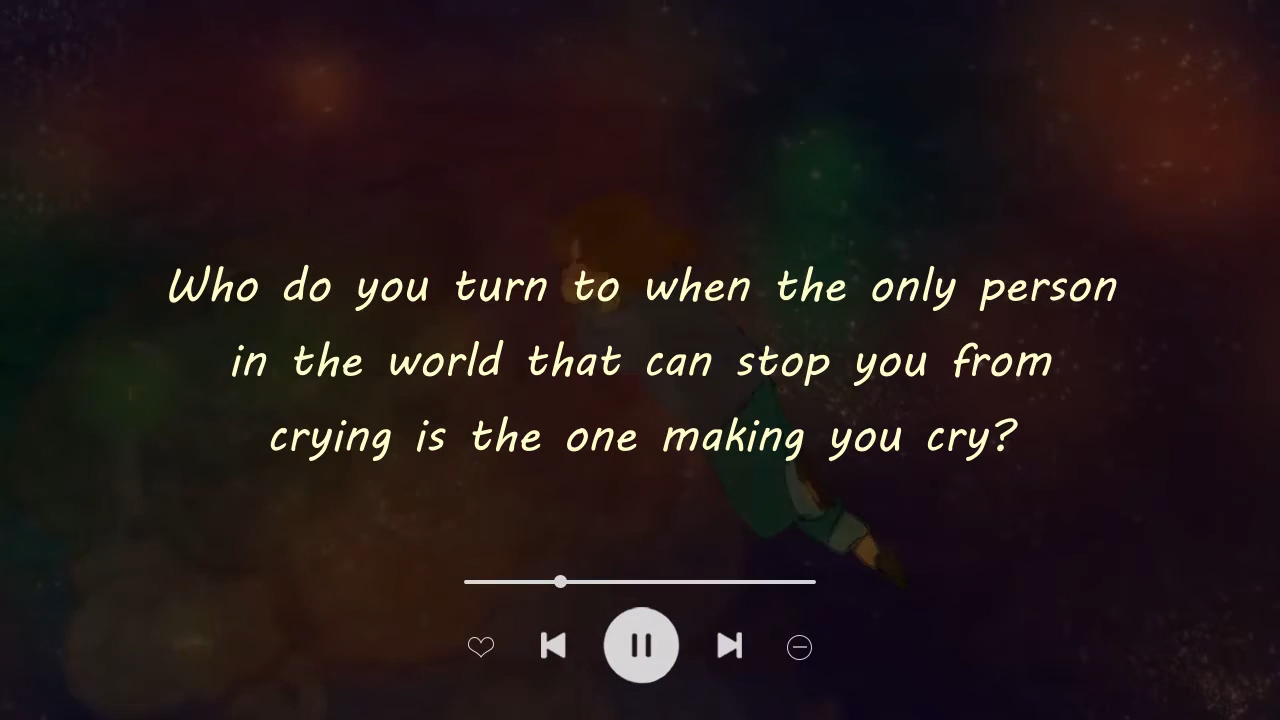 Who do you turn to when the only person
in the world that can stop you from
crying is the one making you cry?